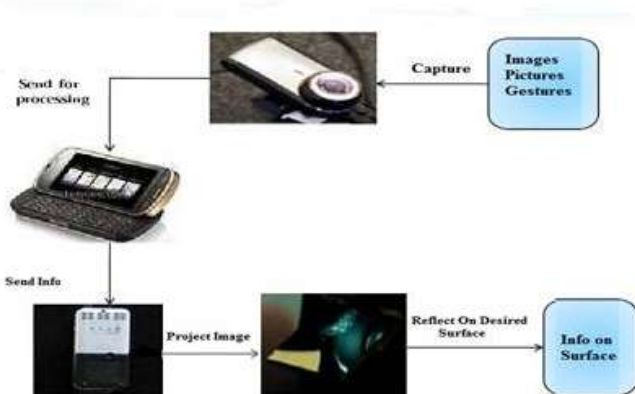 Images
Pictures
Gestures
Capture
Send for
processing
Send Info
Project Image
Reflect On Desired
Surface
Info on
Surface